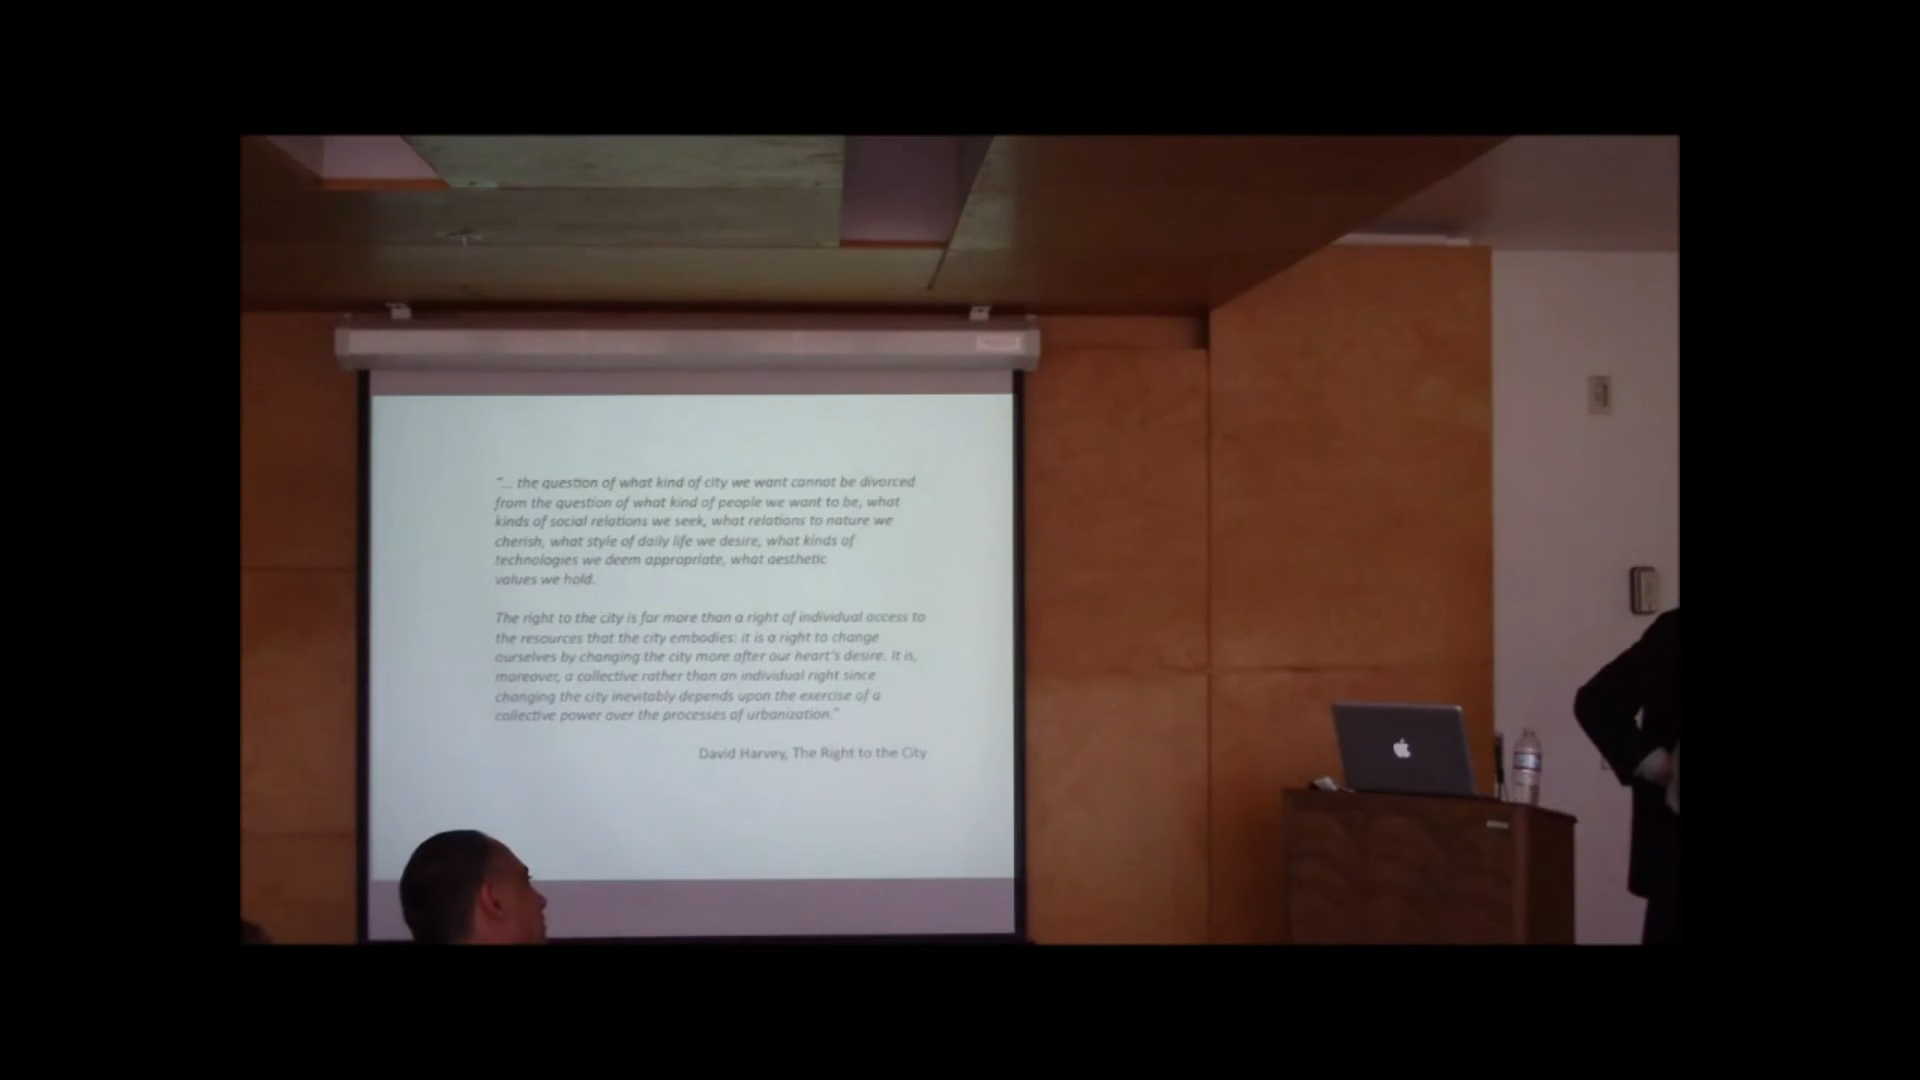 "... the question of what kind of city we want cannot be divorced
from the question of what kind of people we want to be, what
kinds of social relations we seek, what relations to nature we
cherish, what style of daily life we desire, what kinds of
technologies we deem appropriate, what aesthetic
values we hold.
The right to the city is far more than a right of individual access to
the resources that the city embodies: it is a right to change
ourselves by changing the city more after our heart's desire. It is,
moreover, a collective rather than an individual right since
changing the city inevitably depends upon the exercise of a
collective power over the processes of urbanization."
David Harvey, The Right to the City